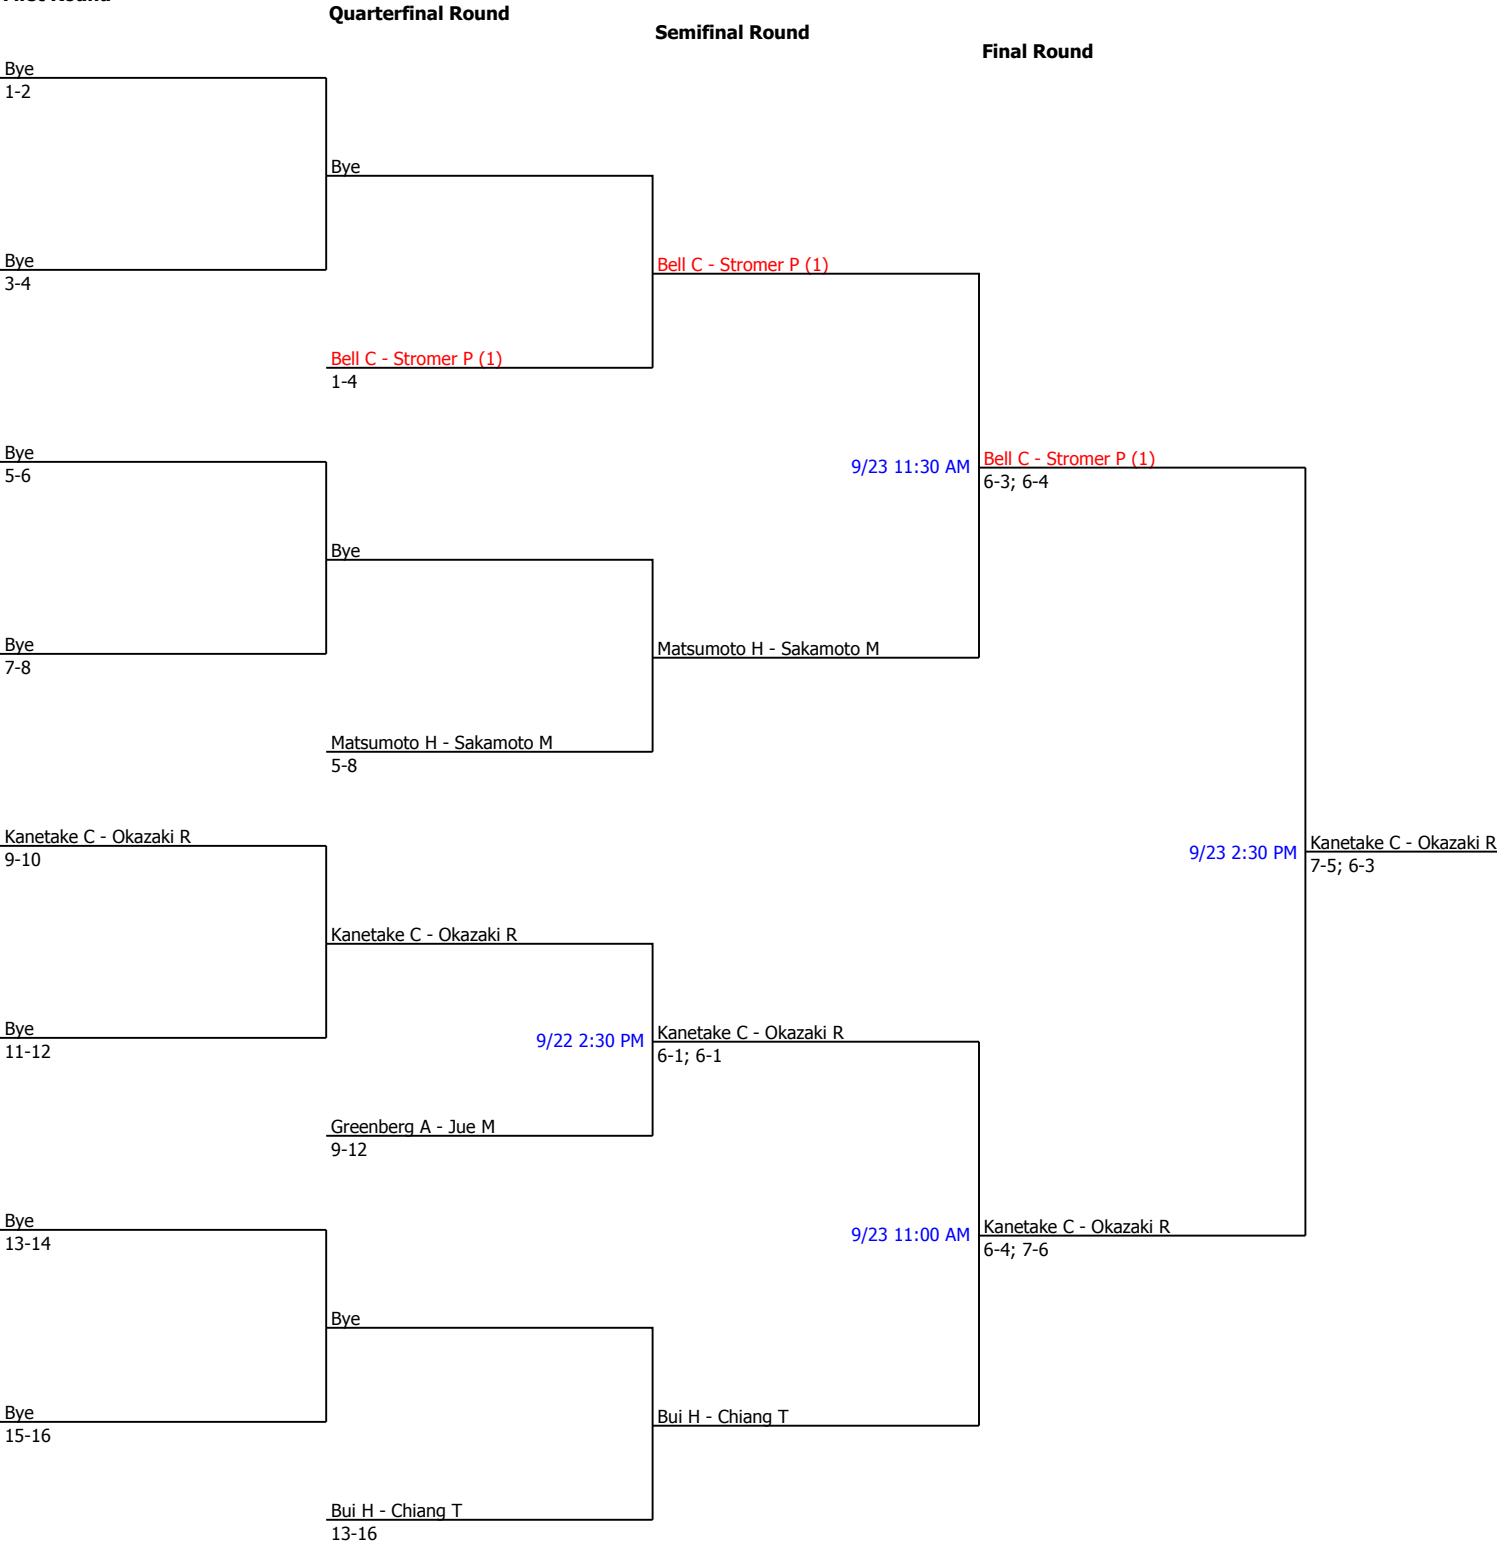 Quarterfinal Round
Semifinal Round
Final Round
Bye
1-2
Bye
Bye
3-4
Bell C - Stromer P (1)
Bell C - Stromer P (1)
1-4
Bye
5-6
9/23 11:30 AM
Bell C - Stromer P (1)
6-3; 6-4
Bye
Bye
7-8
Matsumoto H - Sakamoto M
Matsumoto H - Sakamoto M
5-8
Kanetake C - Okazaki R
9-10
9/23 2:30 PM
Kanetake C - Okazaki R
7-5; 6-3
Kanetake C - Okazaki R
Bye
11-12
9/22 2:30 PM
Kanetake C - Okazaki R
6-1; 6-1
Greenberg A - Jue M
9-12
Bye
13-14
9/23 11:00 AM
Kanetake C - Okazaki R
6-4; 7-6
Bye
Bye
15-16
Bui H - Chiang T
Bui H - Chiang T
13-16